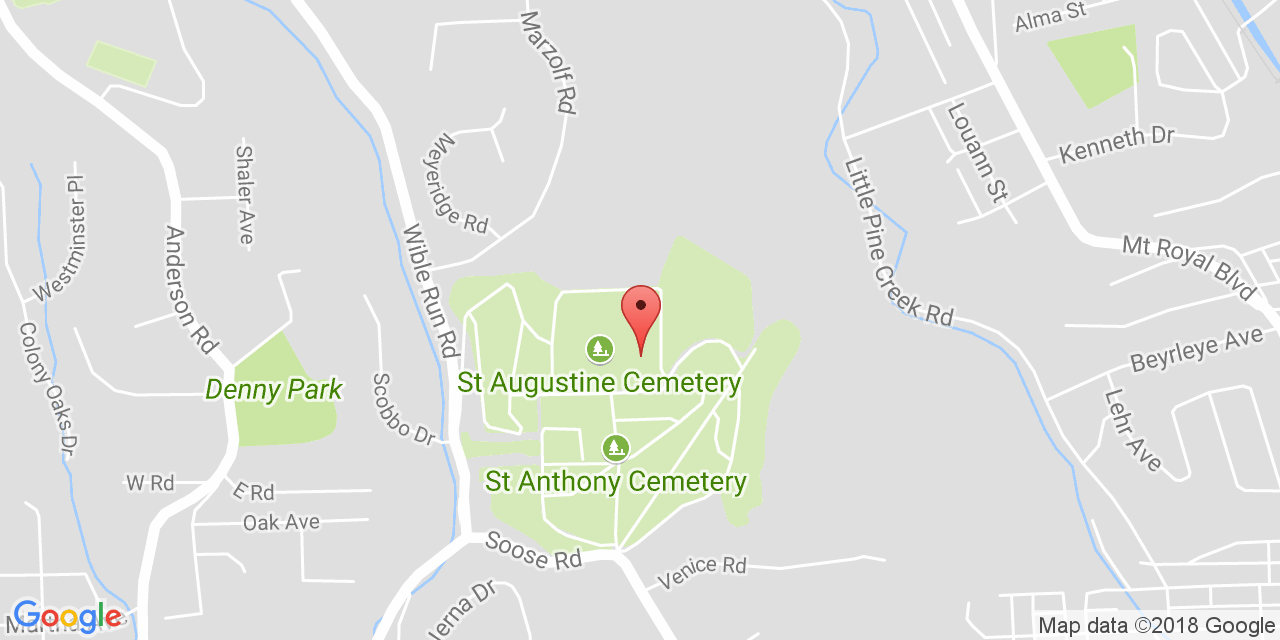 Alma St
Marzolf Rd
Louann St
Kenneth Dr
Meyeridge Rd
Shaler Ave
Westminster Pl
Little Pine Creek Rd
Anderson Rd
Wible Run Rd
Mt Royal Blvd
Colony Oaks Dr
Beyrleye Ave
Denny Park
St Augustine Cemetery
Scobbo Dr
Lehr Ave
St Anthony Cemetery
W Rd
E Rd
Oak Ave
Soose Rd
Venice Rd
Google
Map data ©2018 Google